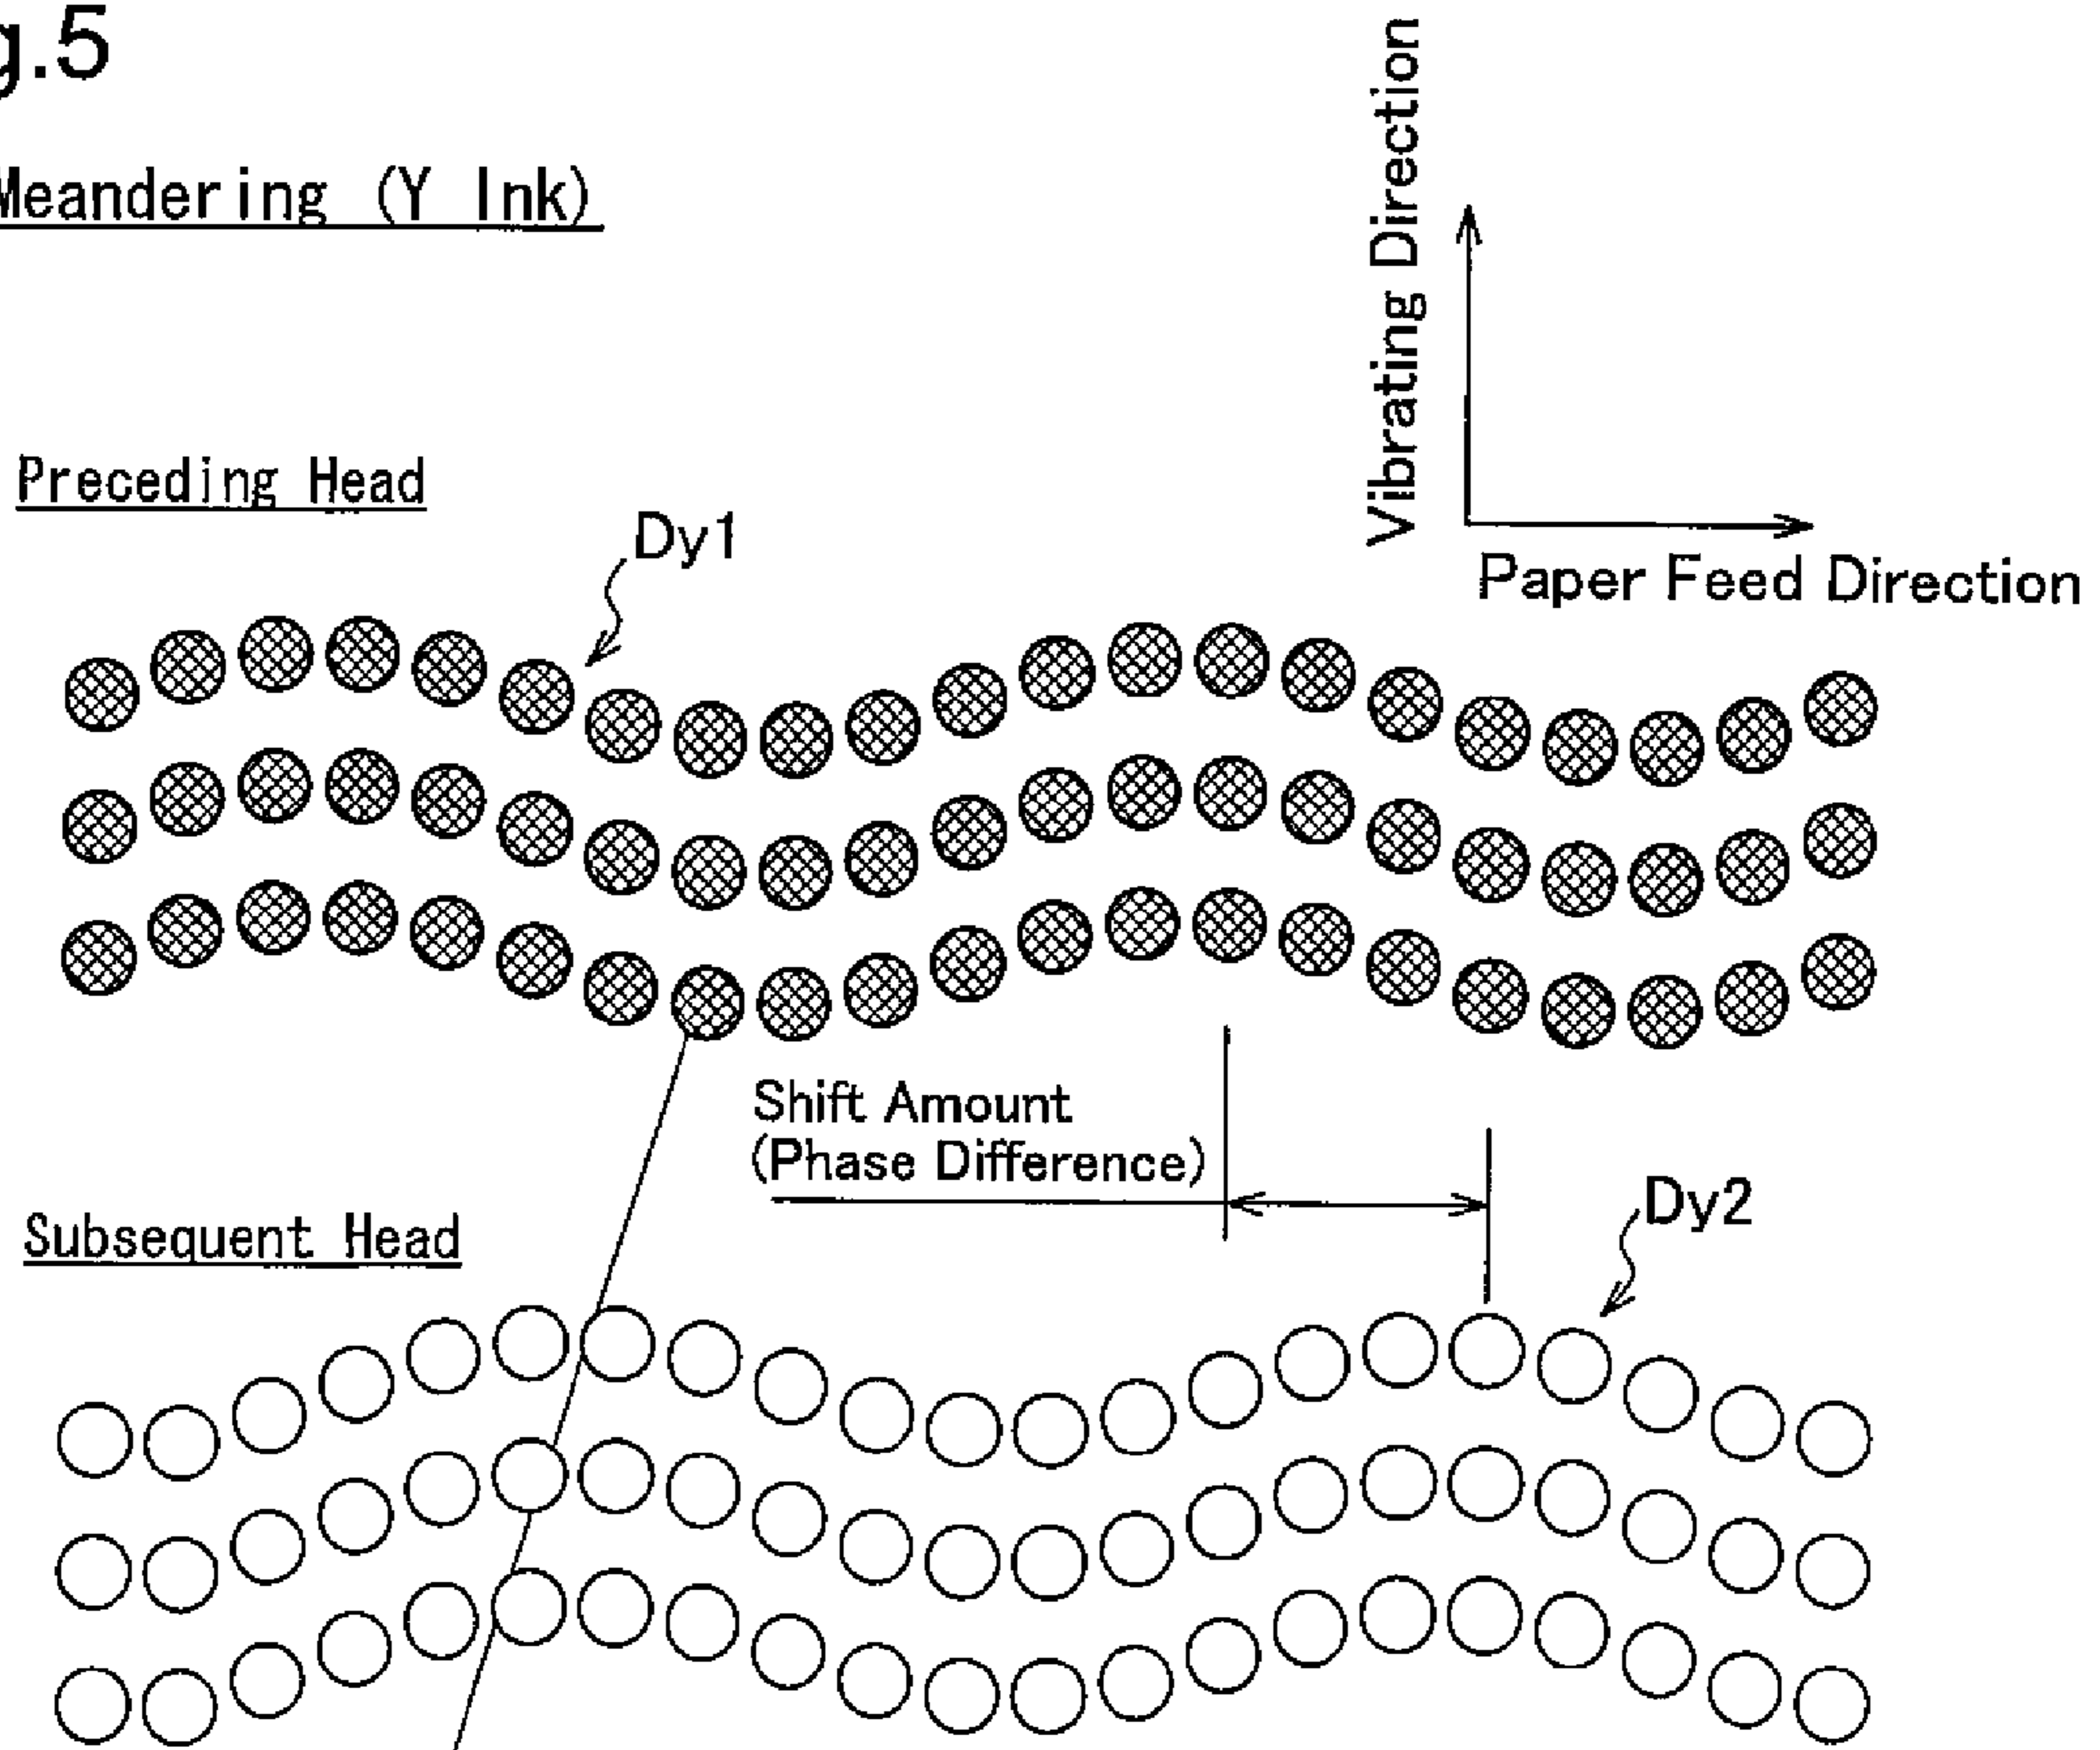 g.5
Meandering (Y Ink)
Vibrating Direction
Paper Feed Direction
Preceding Head
Dy1
Shift Amount
(Phase Difference)
Subsequent Head
Dy2